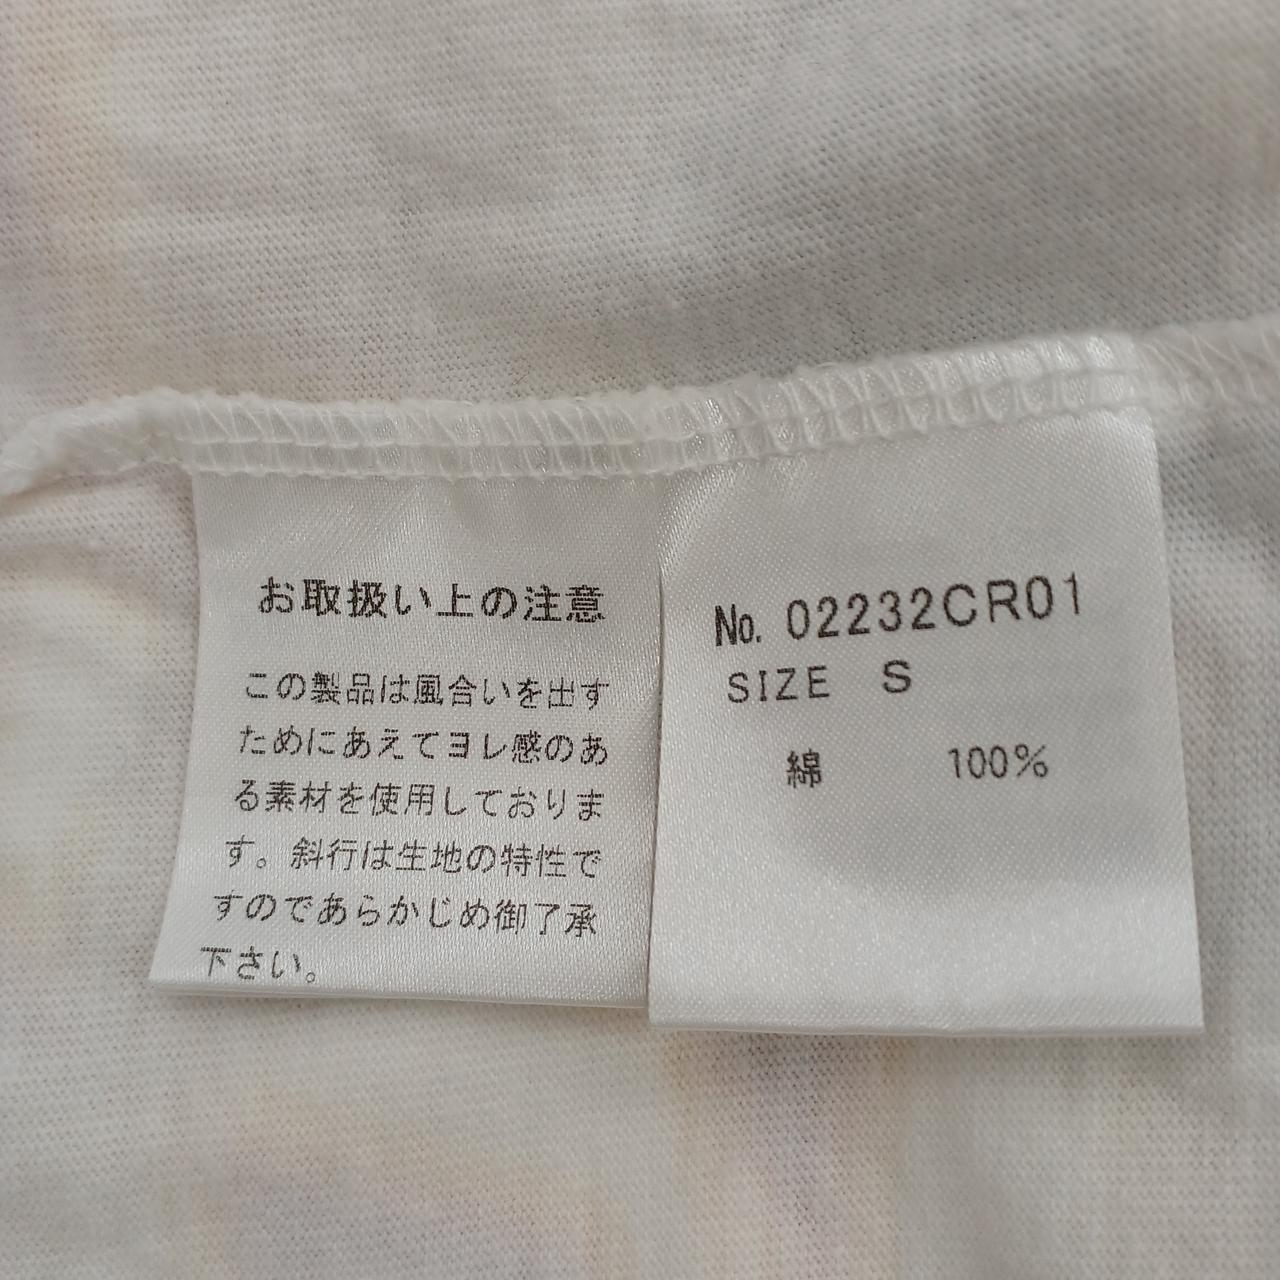 お取扱い上の注意
この製品は風合いを出す
ためにあえてヨレ感のあ
る素材を使用しておりま
す。斜行は生地の特性で
すのであらかじめ御了承
下さい。
No. 02232CR01
SIZE S
綿 100%